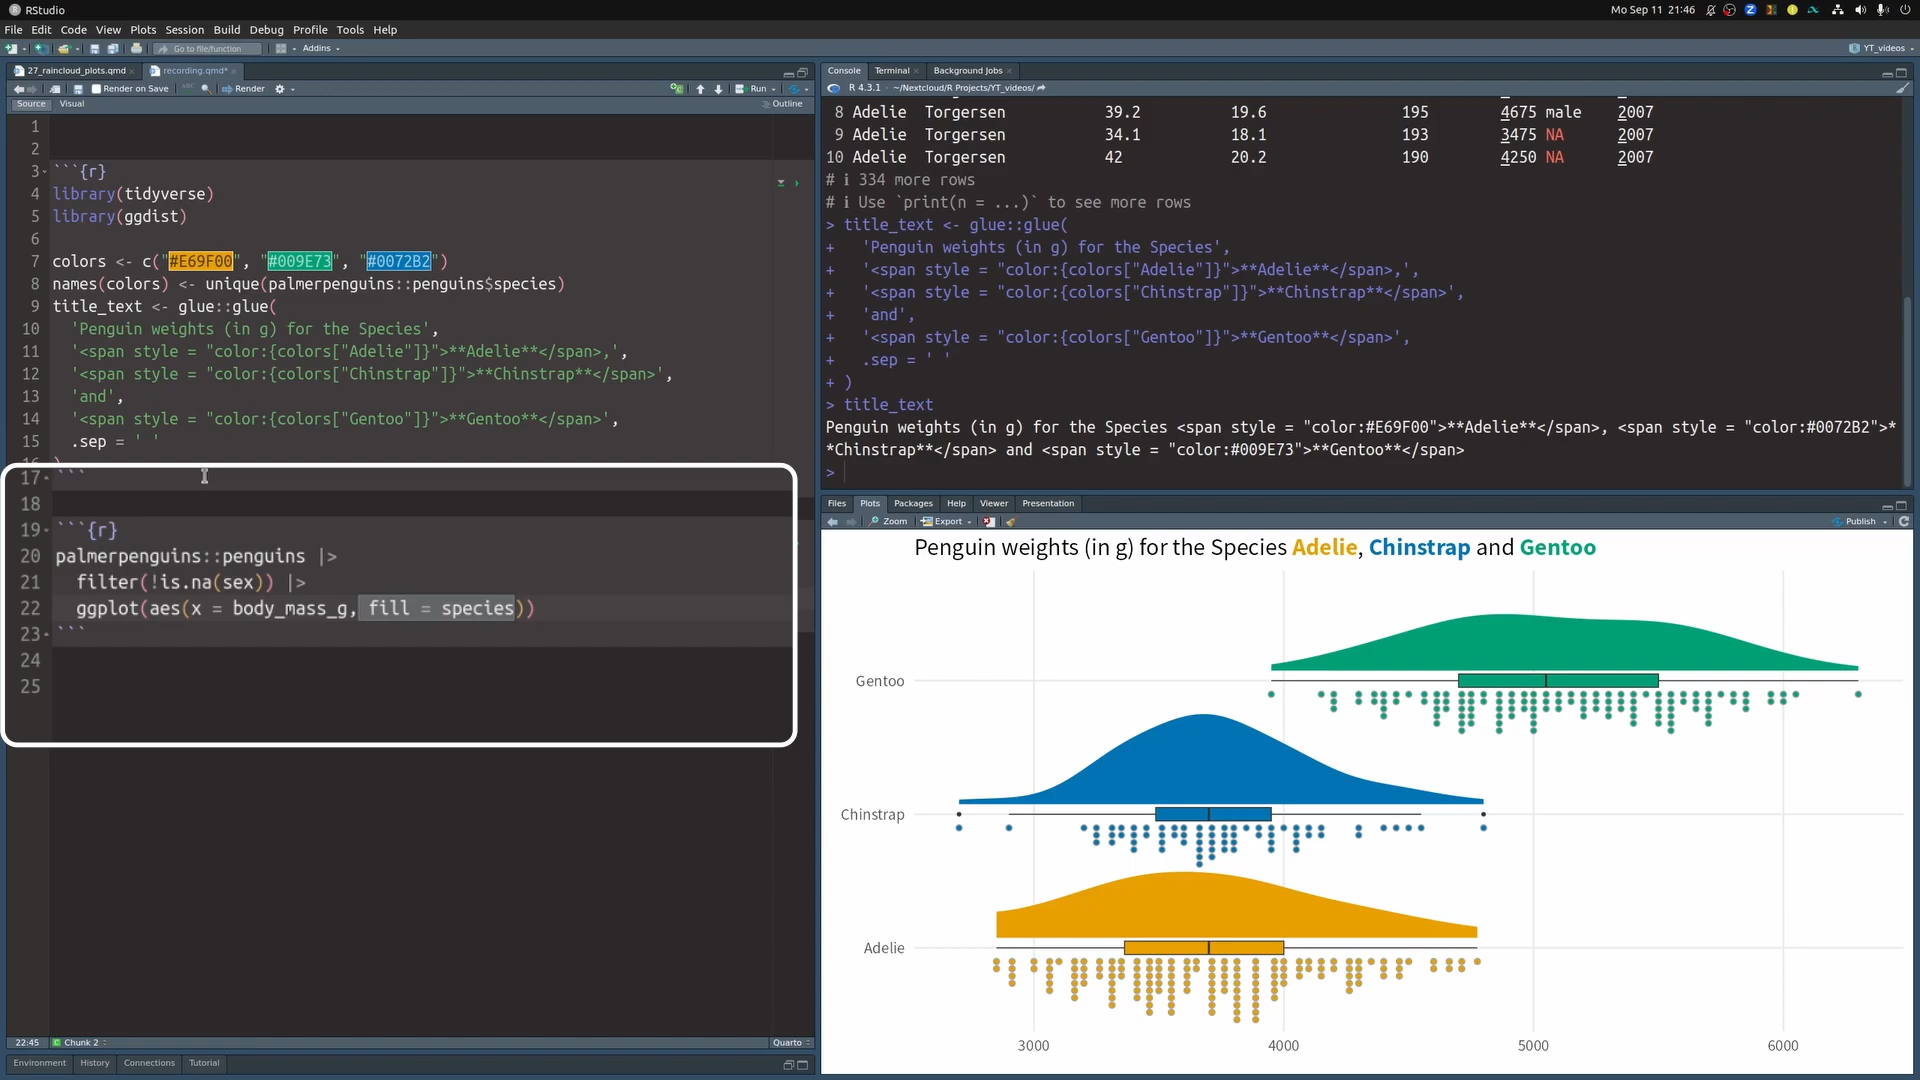 RStudio
Mo Sep 11 21:46
File Edit Code View Plots Session Build Debug Profile Tools Help
Go to file/function Addins YT_videos
27_raincloud_plots.qmd recording.qmd*
Render on Save Render Run
Source Visual Outline
1
2
3 ```{r}
4 library(tidyverse)
5 library(ggdist)
6
7 colors <- c("#E69F00", "#009E73", "#0072B2")
8 names(colors) <- unique(palmerpenguins::penguins$species)
9 title_text <- glue::glue(
10 'Penguin weights (in g) for the Species',
11 '<span style = "color:{colors["Adelie"]}">**Adelie**</span>,',
12 '<span style = "color:{colors["Chinstrap"]}">**Chinstrap**</span>',
13 'and',
14 '<span style = "color:{colors["Gentoo"]}">**Gentoo**</span>',
15 .sep = ' '
17 ```
18
19 ```{r}
20 palmerpenguins::penguins |>
21 filter(!is.na(sex)) |>
22 ggplot(aes(x = body_mass_g, fill = species))
23 ```
24
25
22:45 Chunk 2 Quarto
Environment History Connections Tutorial
Console Terminal Background Jobs
R 4.3.1 · ~/Nextcloud/R Projects/YT_videos/
8 Adelie Torgersen 39.2 19.6 195 4675 male 2007
9 Adelie Torgersen 34.1 18.1 193 3475 NA 2007
10 Adelie Torgersen 42 20.2 190 4250 NA 2007
# ℹ 334 more rows
# ℹ Use `print(n = ...)` to see more rows
> title_text <- glue::glue(
+ 'Penguin weights (in g) for the Species',
+ '<span style = "color:{colors["Adelie"]}">**Adelie**</span>,',
+ '<span style = "color:{colors["Chinstrap"]}">**Chinstrap**</span>',
+ 'and',
+ '<span style = "color:{colors["Gentoo"]}">**Gentoo**</span>',
+ .sep = ' '
+ )
> title_text
Penguin weights (in g) for the Species <span style = "color:#E69F00">**Adelie**</span>, <span style = "color:#0072B2">*
*Chinstrap**</span> and <span style = "color:#009E73">**Gentoo**</span>
>
Files Plots Packages Help Viewer Presentation
Zoom Export Publish
Penguin weights (in g) for the Species Adelie, Chinstrap and Gentoo
Gentoo
Chinstrap
Adelie
3000 4000 5000 6000